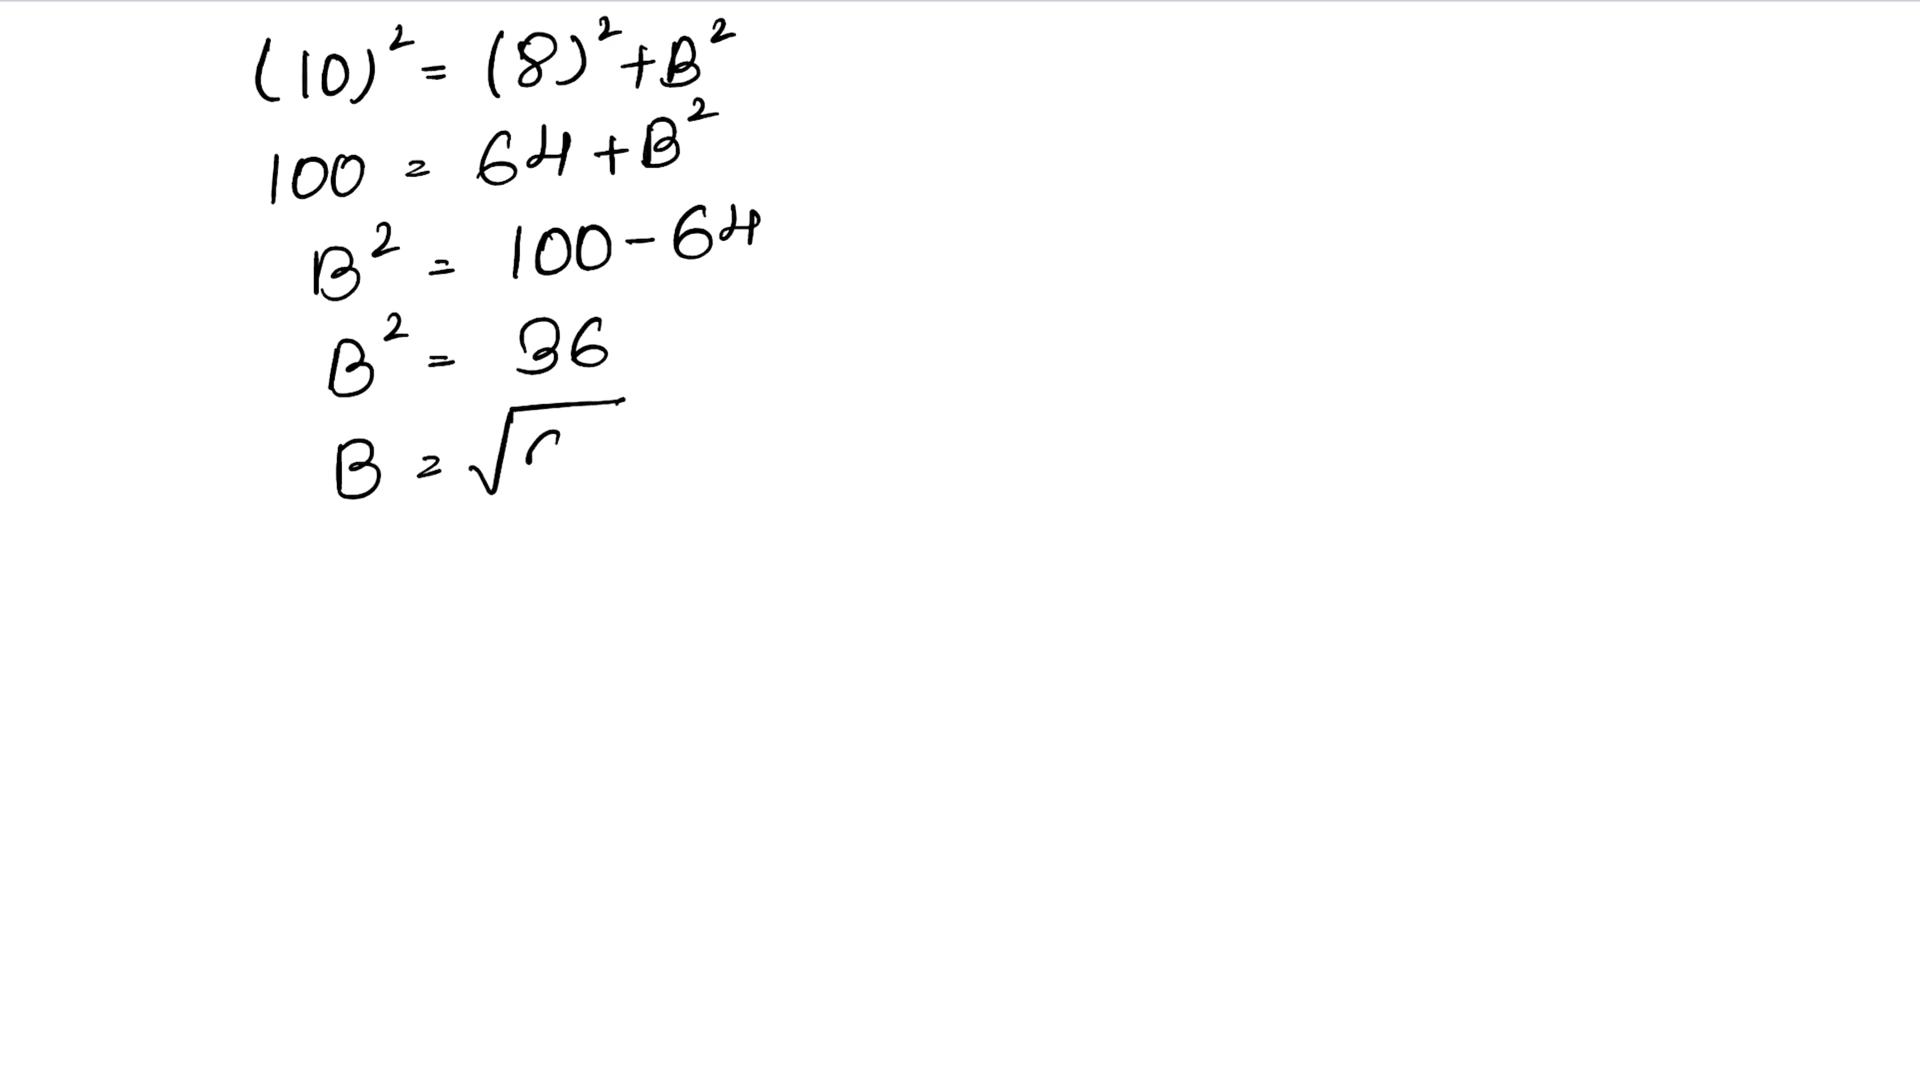 (10)² = (8)² + B²
100 = 64 + B²
B² = 100 - 64
B² = 36
B = √